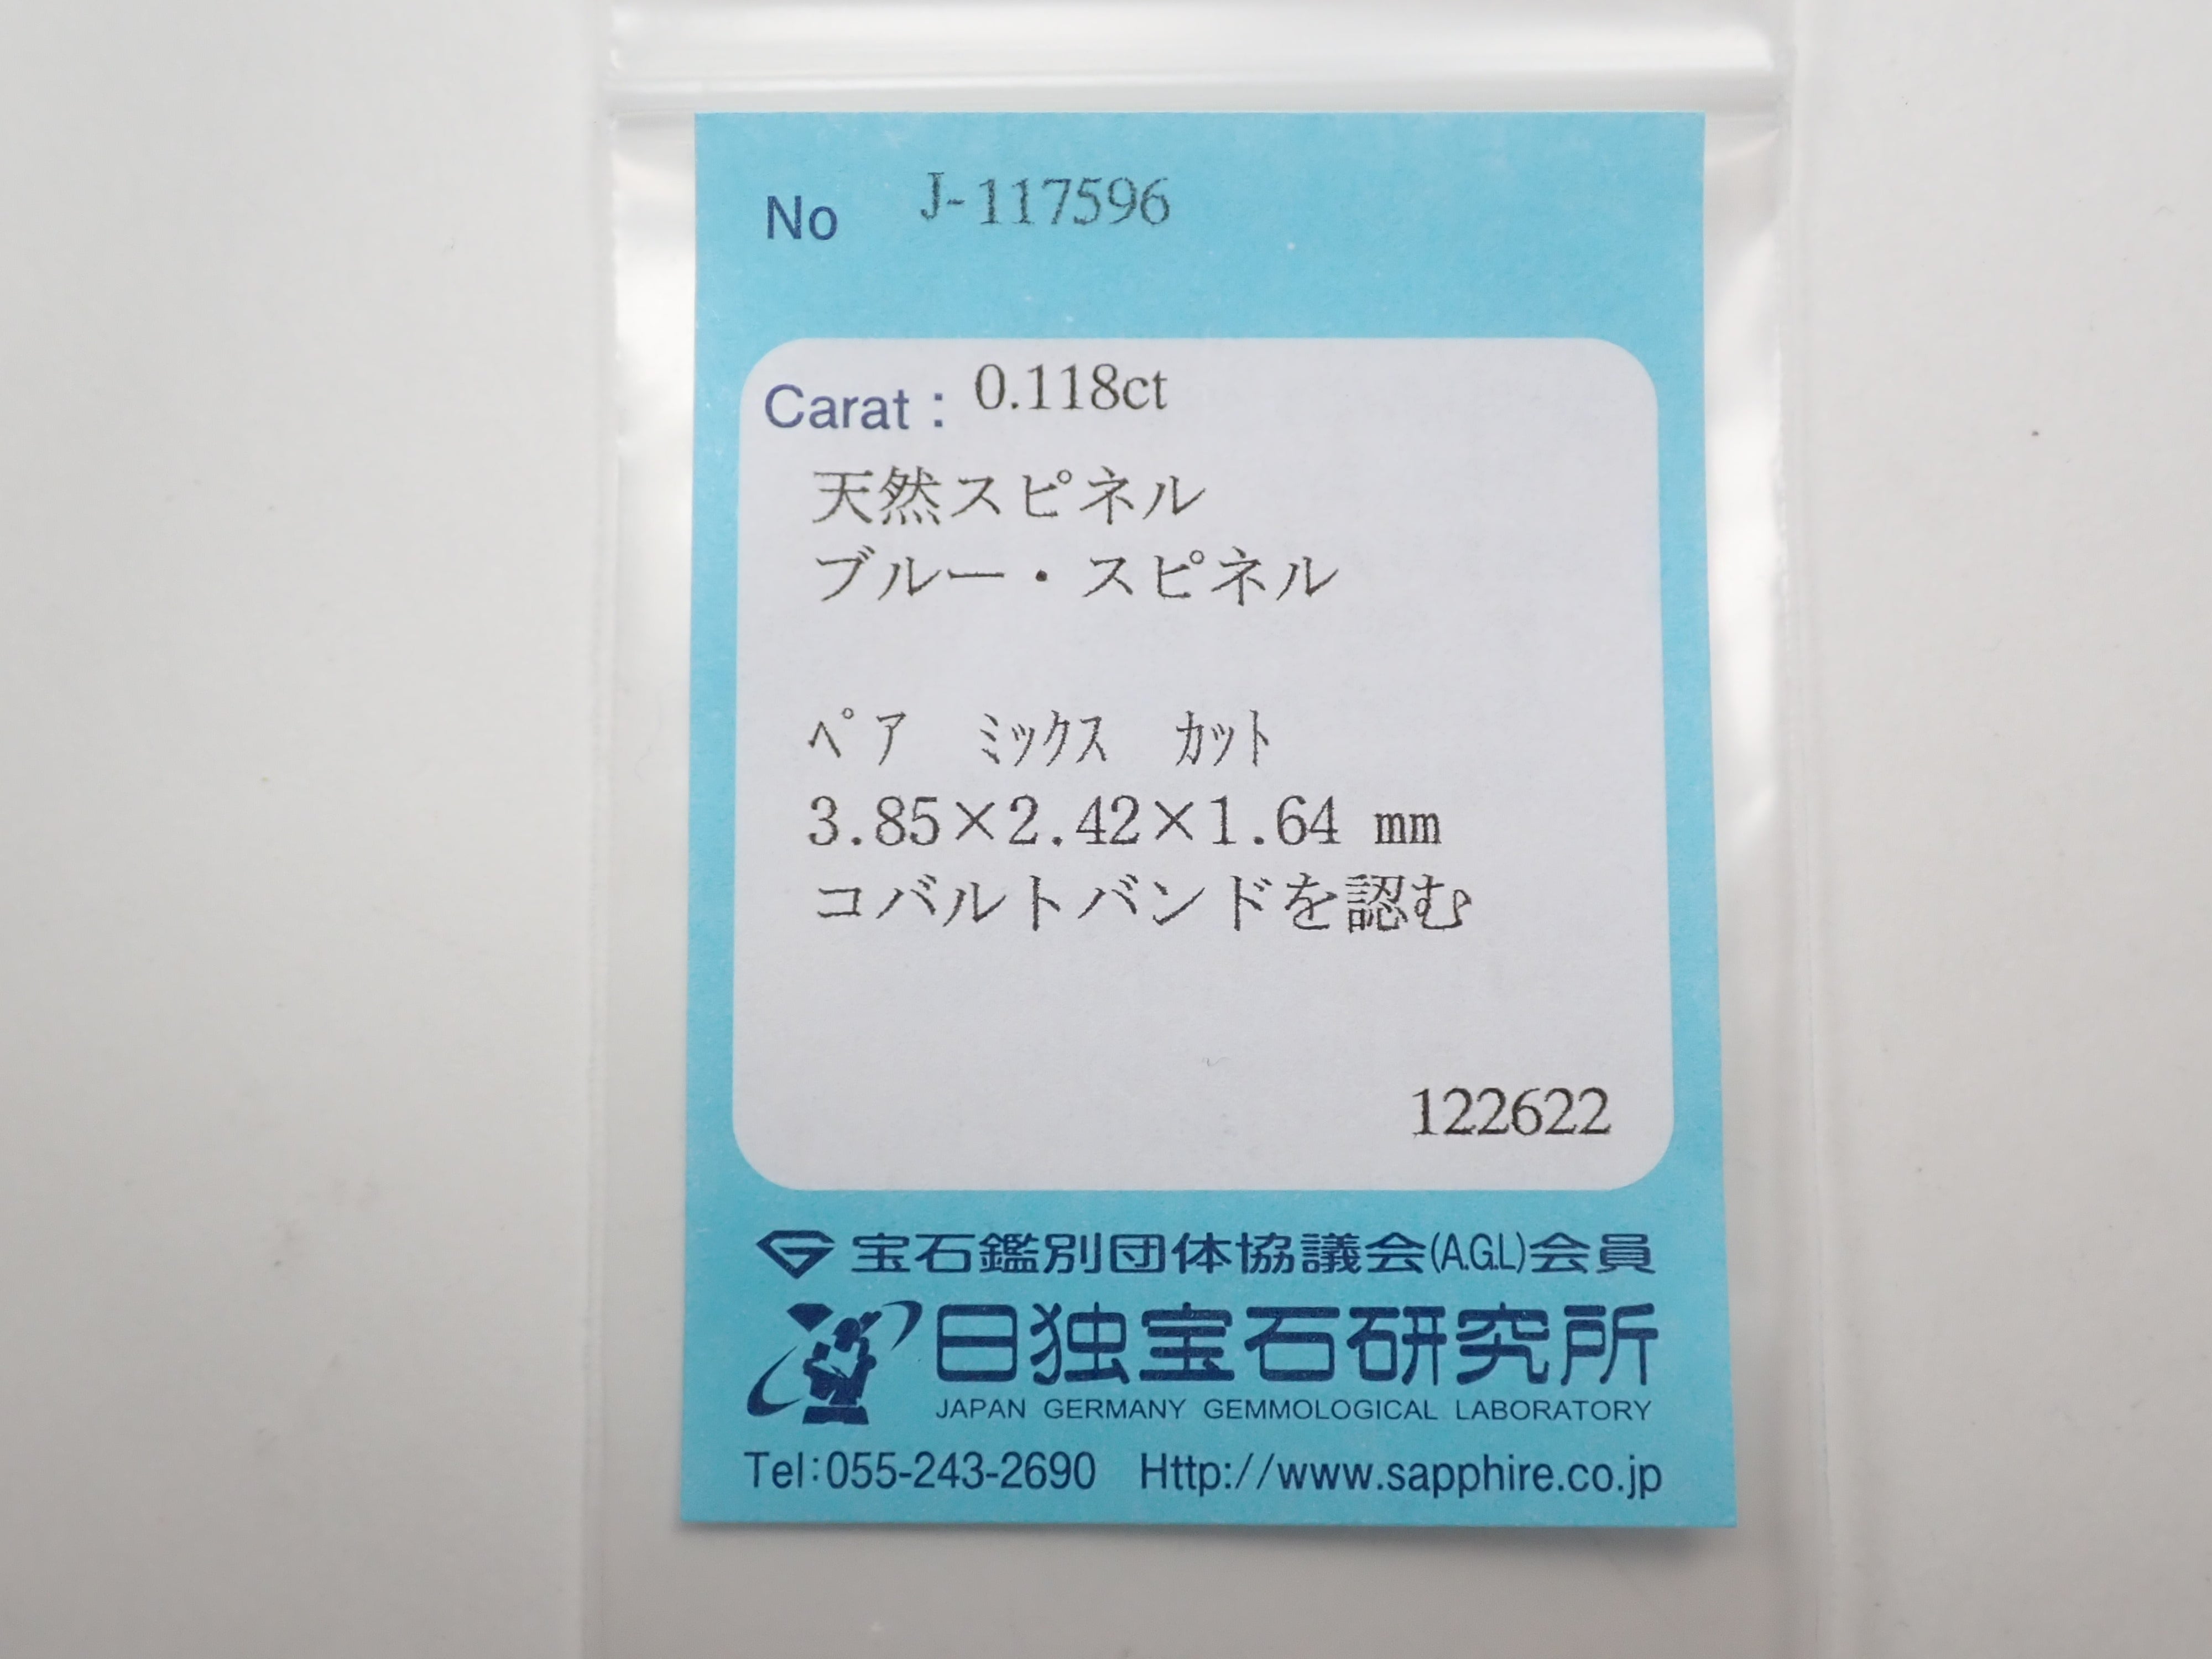 No J-117596
Carat : 0.118ct
天然スピネル
ブルー・スピネル
ﾍﾟｱ ﾐｯｸｽ ｶｯﾄ
3.85×2.42×1.64 mm
コバルトバンドを認む
122622
宝石鑑別団体協議会(A.G.L)会員
日独宝石研究所
JAPAN GERMANY GEMMOLOGICAL LABORATORY
Tel:055-243-2690 Http://www.sapphire.co.jp